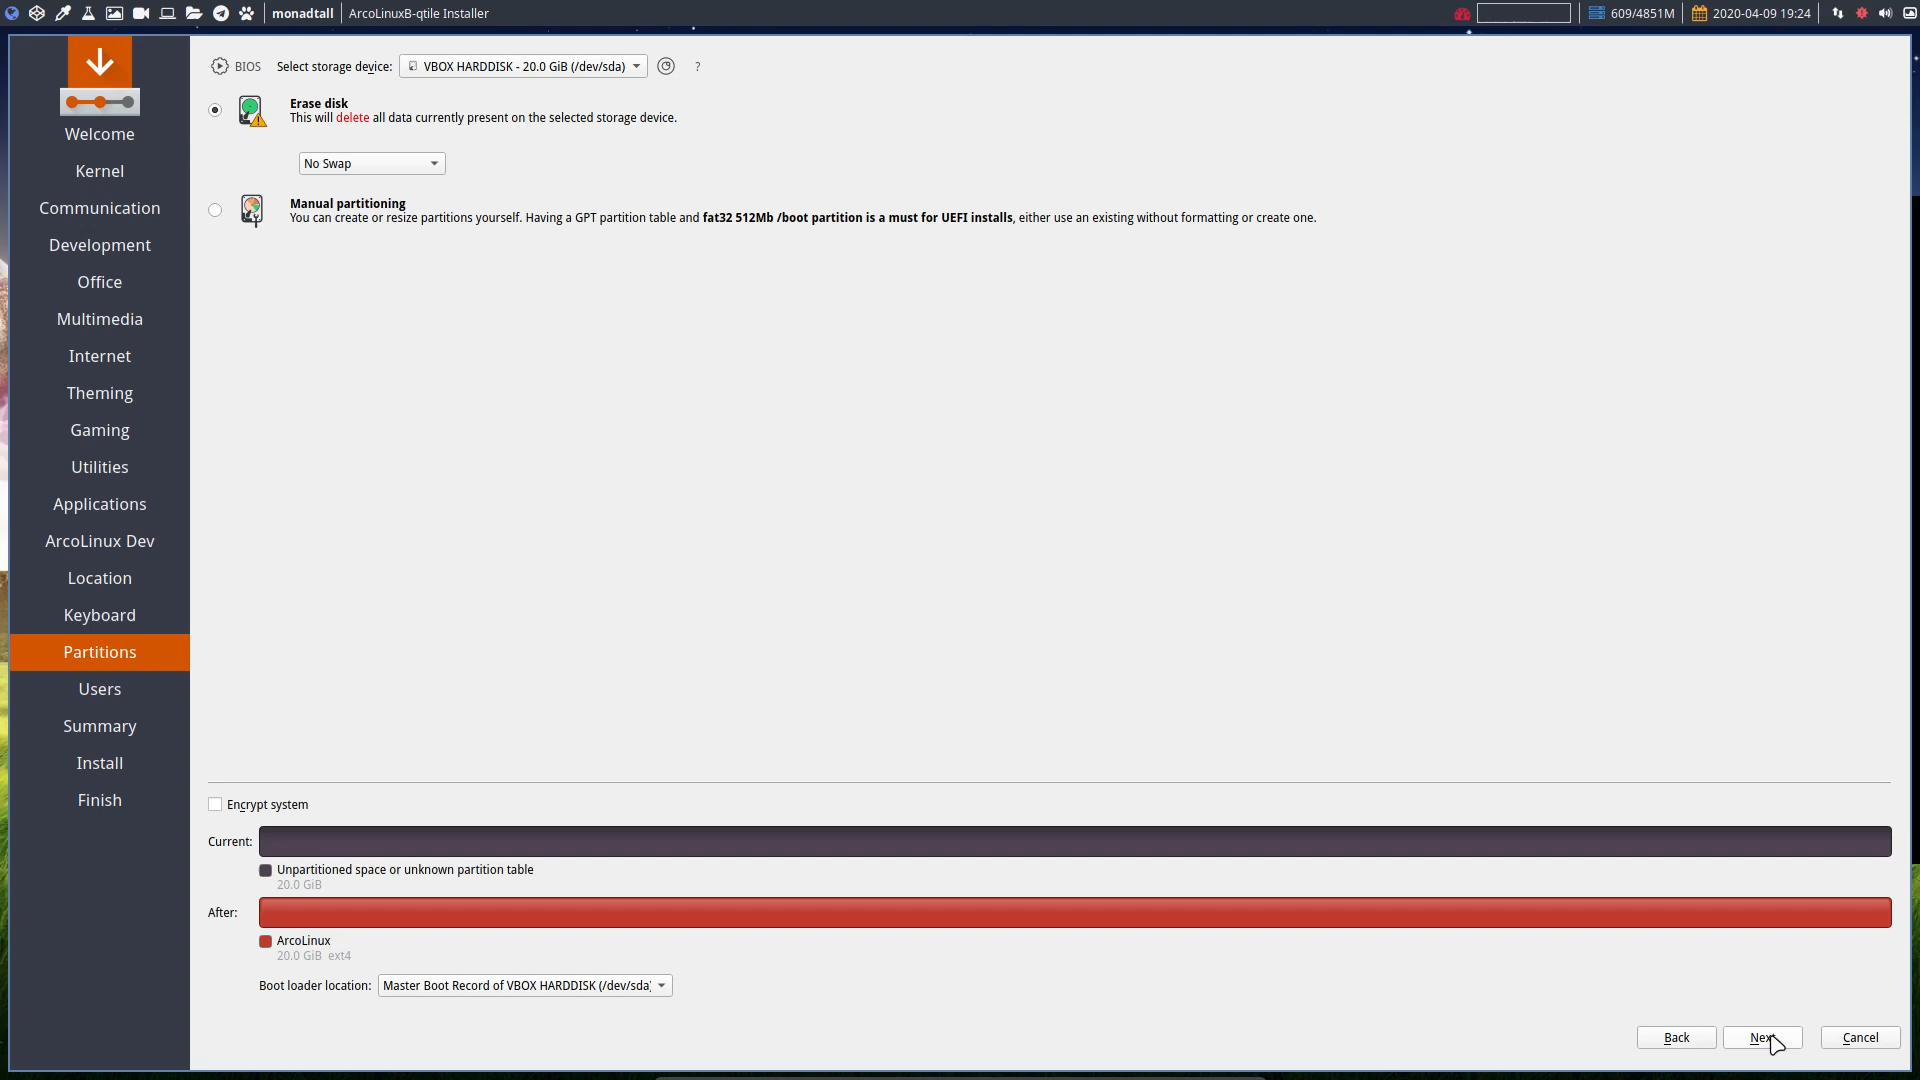 monadtall
ArcoLinuxB-qtile Installer
609/4851M
2020-04-09 19:24
Welcome
Kernel
Communication
Development
Office
Multimedia
Internet
Theming
Gaming
Utilities
Applications
ArcoLinux Dev
Location
Keyboard
Partitions
Users
Summary
Install
Finish
BIOS
Select storage device:
VBOX HARDDISK - 20.0 GiB (/dev/sda)
?
Erase disk
This will delete all data currently present on the selected storage device.
No Swap
Manual partitioning
You can create or resize partitions yourself. Having a GPT partition table and fat32 512Mb /boot partition is a must for UEFI installs, either use an existing without formatting or create one.
Encrypt system
Current:
Unpartitioned space or unknown partition table
20.0 GiB
After:
ArcoLinux
20.0 GiB ext4
Boot loader location:
Master Boot Record of VBOX HARDDISK (/dev/sda)
Back
Next
Cancel